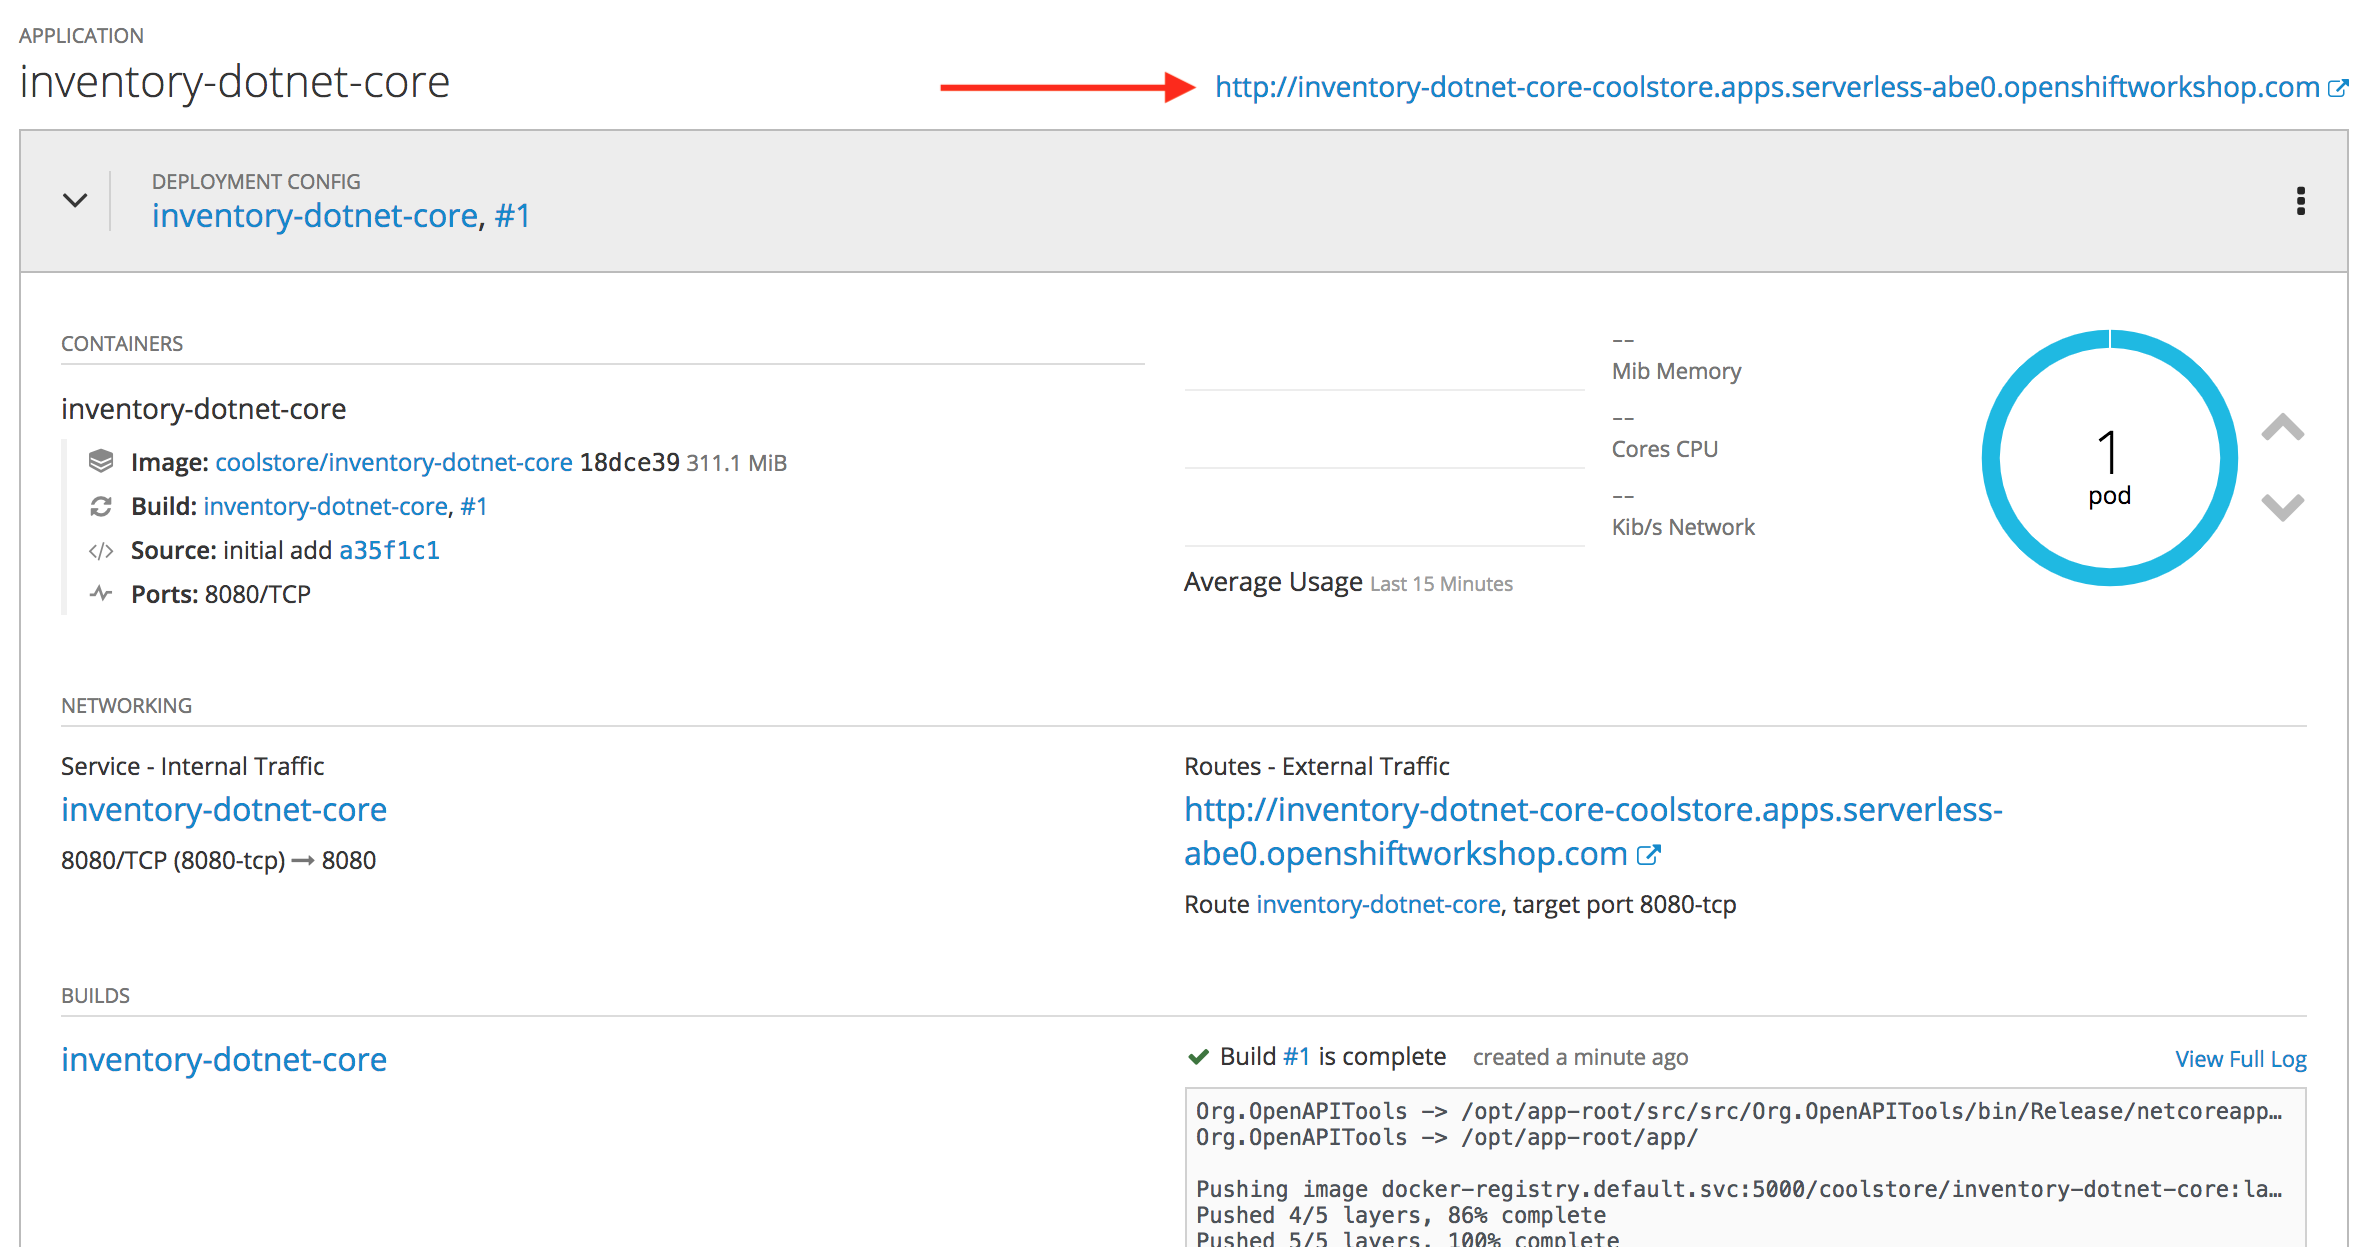 APPLICATION
inventory-dotnet-core
http://inventory-dotnet-core-coolstore.apps.serverless-abe0.openshiftworkshop.com
DEPLOYMENT CONFIG
inventory-dotnet-core, #1
CONTAINERS
inventory-dotnet-core
Image: coolstore/inventory-dotnet-core 18dce39 311.1 MiB
Build: inventory-dotnet-core, #1
Source: initial add a35f1c1
Ports: 8080/TCP
--
Mib Memory
--
Cores CPU
--
Kib/s Network
Average Usage Last 15 Minutes
1
pod
NETWORKING
Service - Internal Traffic
inventory-dotnet-core
8080/TCP (8080-tcp) → 8080
Routes - External Traffic
http://inventory-dotnet-core-coolstore.apps.serverless-
abe0.openshiftworkshop.com
Route inventory-dotnet-core, target port 8080-tcp
BUILDS
inventory-dotnet-core
Build #1 is complete created a minute ago
View Full Log
Org.OpenAPITools -> /opt/app-root/src/src/Org.OpenAPITools/bin/Release/netcoreapp…
Org.OpenAPITools -> /opt/app-root/app/
Pushing image docker-registry.default.svc:5000/coolstore/inventory-dotnet-core:la…
Pushed 4/5 layers, 86% complete
Pushed 5/5 layers, 100% complete